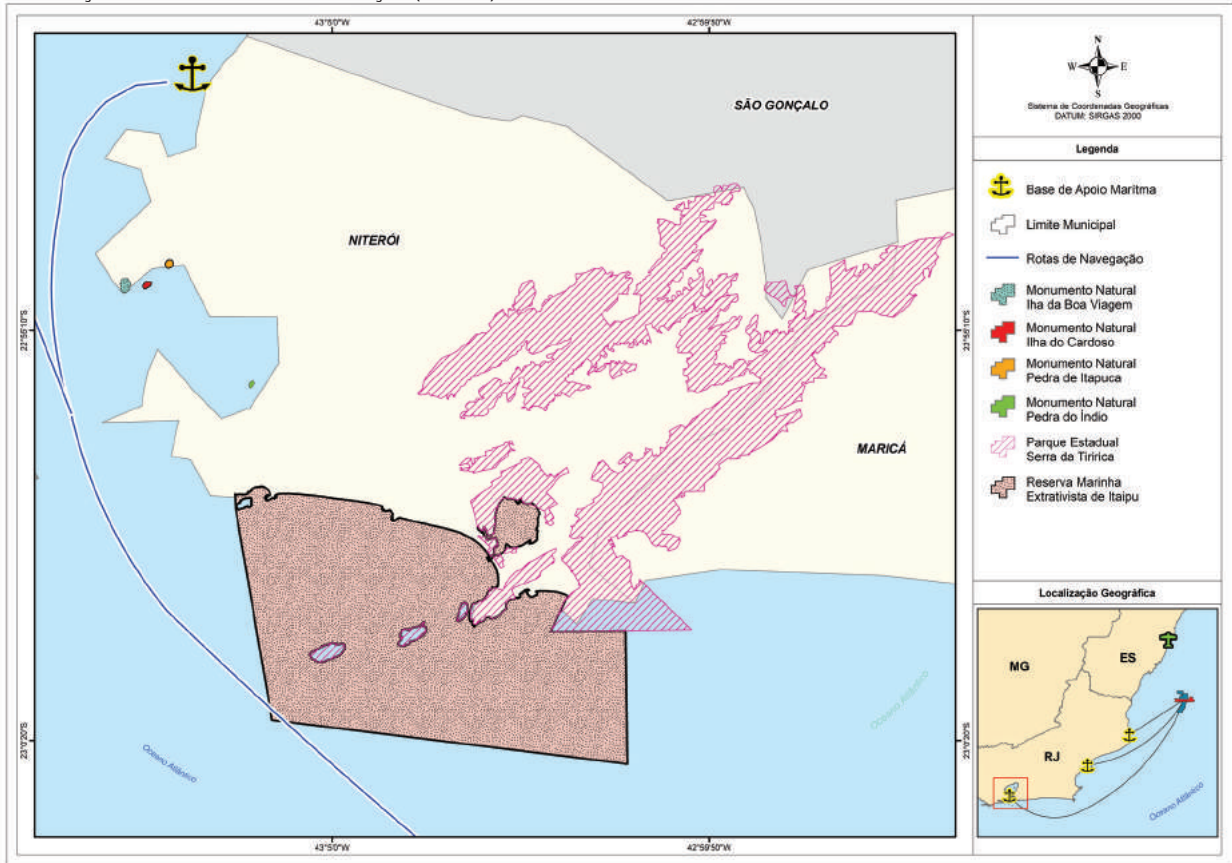 43°5'0"W
42°59'50"W
SÃO GONÇALO
NITERÓI
22°55'10"S
22°55'10"S
MARICÁ
Oceano Atlântico
Oceano Atlântico
23°0'20"S
23°0'20"S
43°5'0"W
42°59'50"W
N
W
E
S
Sistema de Coordenadas Geográficas
DATUM: SIRGAS 2000
Legenda
Base de Apoio Marítma
Limite Municipal
Rotas de Navegação
Monumento Natural
Ilha da Boa Viagem
Monumento Natural
Ilha do Cardoso
Monumento Natural
Pedra de Itapuca
Monumento Natural
Pedra do Índio
Parque Estadual
Serra da Tiririca
Reserva Marinha
Extrativista de Itaipu
Localização Geográfica
MG
ES
RJ
Oceano Atlântico